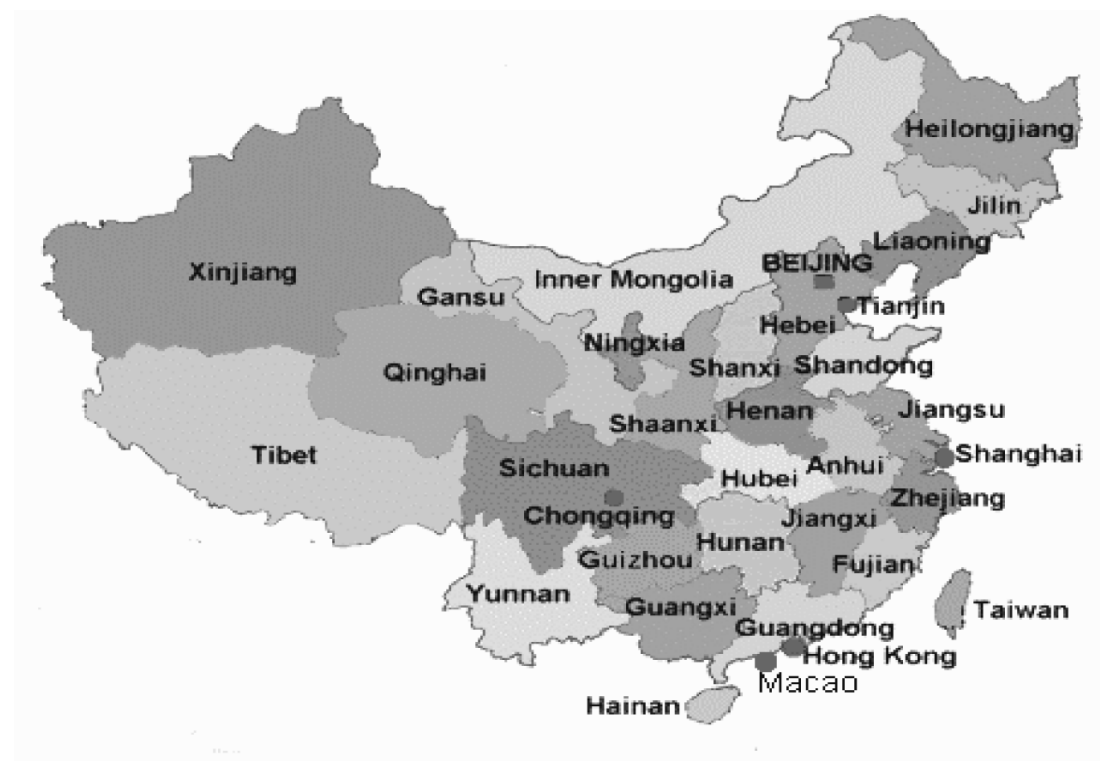 Heilongjiang
Jilin
Liaoning
BEIJING
Xinjiang
Inner Mongolia
Gansu
Tianjin
Hebei
Ningxia
Shanxi
Shandong
Qinghai
Henan
Jiangsu
Shaanxi
Shanghai
Tibet
Sichuan
Anhui
Hubei
Zhejiang
Chongqing
Jiangxi
Hunan
Guizhou
Fujian
Yunnan
Guangxi
Taiwan
Guangdong
Hong Kong
Macao
Hainan